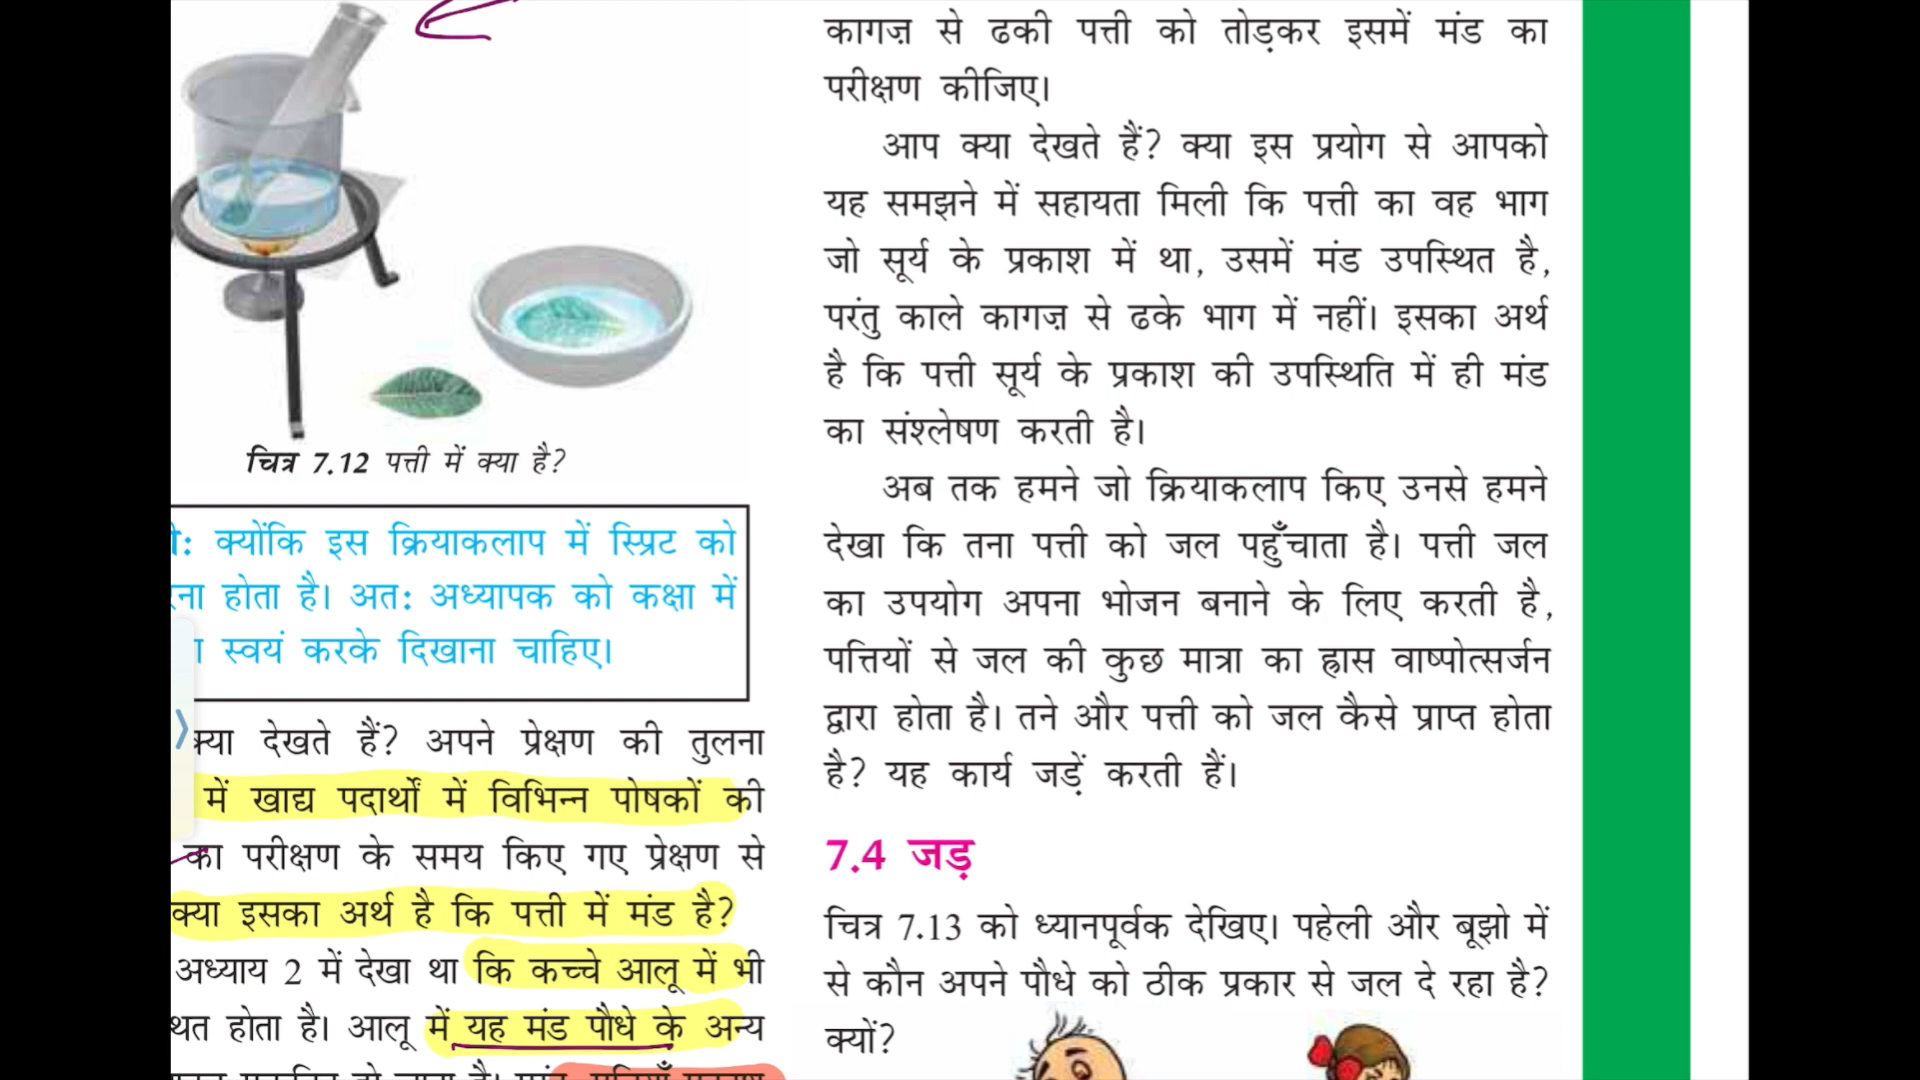 चित्र 7.12 पत्ती में क्या है?
क्योंकि इस क्रियाकलाप में स्प्रिट को
होता है। अतः अध्यापक को कक्षा में
स्वयं करके दिखाना चाहिए।
क्या देखते हैं? अपने प्रेक्षण की तुलना
में खाद्य पदार्थों में विभिन्न पोषकों की
का परीक्षण के समय किए गए प्रेक्षण से
क्या इसका अर्थ है कि पत्ती में मंड है?
अध्याय 2 में देखा था कि कच्चे आलू में भी
होता है। आलू में यह मंड पौधे के अन्य
कागज़ से ढकी पत्ती को तोड़कर इसमें मंड का
परीक्षण कीजिए।
आप क्या देखते हैं? क्या इस प्रयोग से आपको
यह समझने में सहायता मिली कि पत्ती का वह भाग
जो सूर्य के प्रकाश में था, उसमें मंड उपस्थित है,
परंतु काले कागज़ से ढके भाग में नहीं। इसका अर्थ
है कि पत्ती सूर्य के प्रकाश की उपस्थिति में ही मंड
का संश्लेषण करती है।
अब तक हमने जो क्रियाकलाप किए उनसे हमने
देखा कि तना पत्ती को जल पहुँचाता है। पत्ती जल
का उपयोग अपना भोजन बनाने के लिए करती है,
पत्तियों से जल की कुछ मात्रा का ह्रास वाष्पोत्सर्जन
द्वारा होता है। तने और पत्ती को जल कैसे प्राप्त होता
है? यह कार्य जड़ें करती हैं।
7.4 जड़
चित्र 7.13 को ध्यानपूर्वक देखिए। पहेली और बूझो में
से कौन अपने पौधे को ठीक प्रकार से जल दे रहा है?
क्यों?